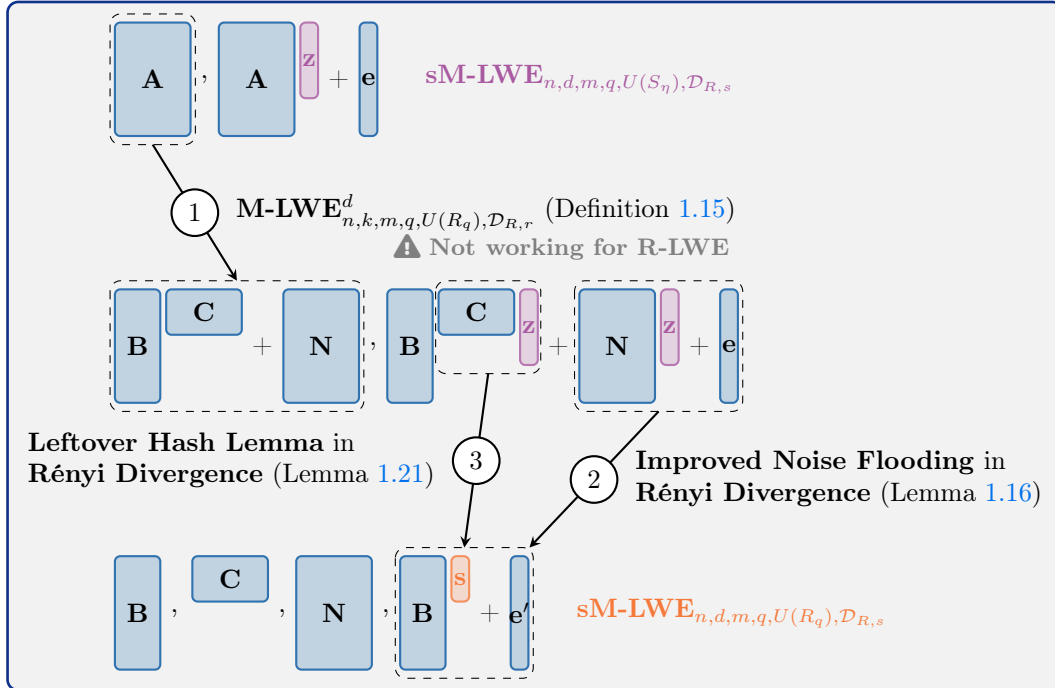 A , A z + e sM-LWE_{n,d,m,q,U(S_η),𝒟_{R,s}}
1 M-LWE^d_{n,k,m,q,U(R_q),𝒟_{R,r}} (Definition 1.15)
Not working for R-LWE
B C + N , B C z + N z + e
Leftover Hash Lemma in
Rényi Divergence (Lemma 1.21)
3
2
Improved Noise Flooding in
Rényi Divergence (Lemma 1.16)
B , C , N , B s + e′ sM-LWE_{n,d,m,q,U(R_q),𝒟_{R,s}}